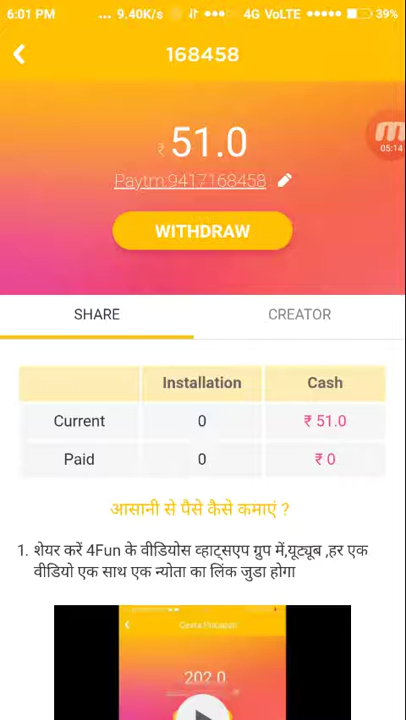 6:01 PM ... 9.40K/s 4G VoLTE 39%
168458
05:14
₹ 51.0
Paytm:9417168458
WITHDRAW
SHARE CREATOR
Installation Cash
Current 0 ₹ 51.0
Paid 0 ₹ 0
आसानी से पैसे कैसे कमाएं ?
1. शेयर करें 4Fun के वीडियोस व्हाट्सएप ग्रुप में,यूट्यूब ,हर एक
वीडियो एक साथ एक न्योता का लिंक जुडा होगा
202.0